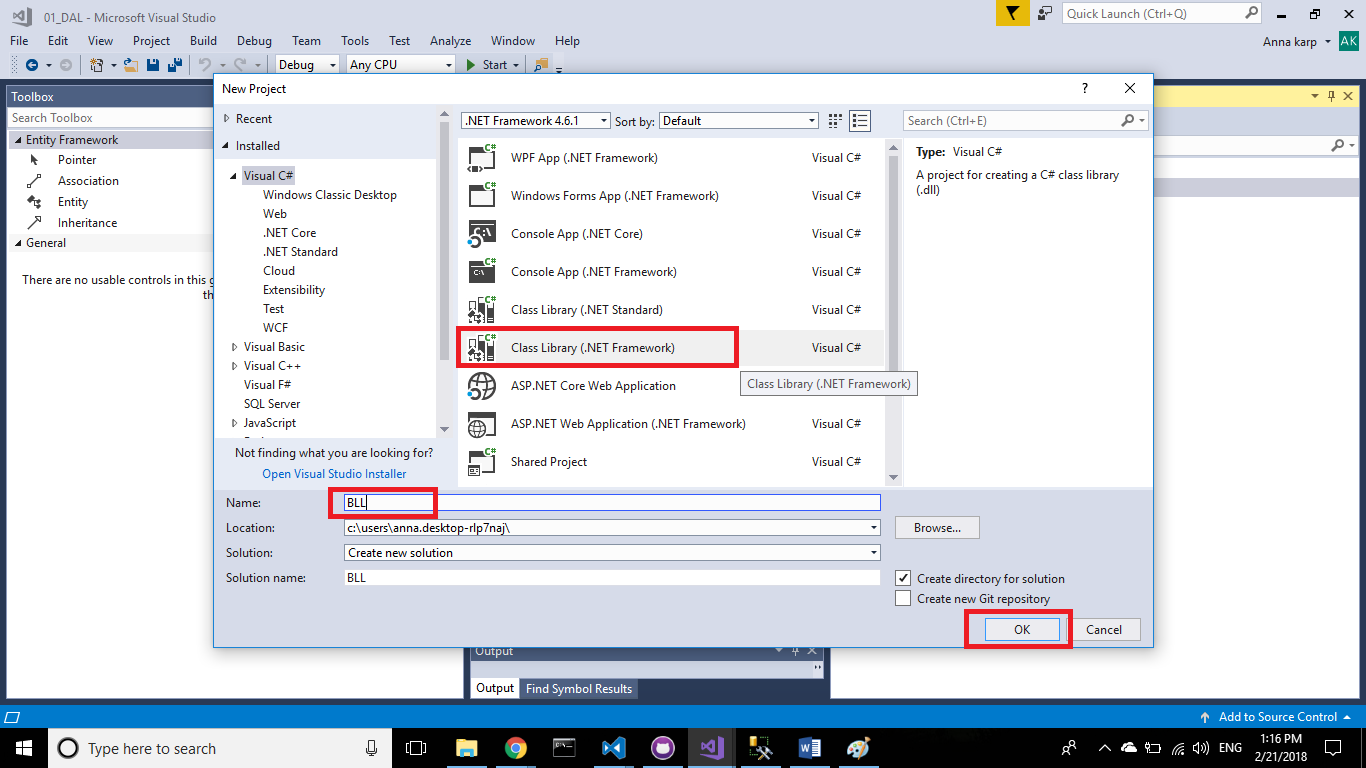 01_DAL - Microsoft Visual Studio
Quick Launch (Ctrl+Q)
File Edit View Project Build Debug Team Tools Test Analyze Window Help
Anna karp AK
Debug Any CPU Start
Toolbox
Search Toolbox
Entity Framework
Pointer
Association
Entity
Inheritance
General
There are no usable controls in this g
th
New Project
?
Recent
Installed
Visual C#
Windows Classic Desktop
Web
.NET Core
.NET Standard
Cloud
Extensibility
Test
WCF
Visual Basic
Visual C++
Visual F#
SQL Server
JavaScript
Not finding what you are looking for?
Open Visual Studio Installer
.NET Framework 4.6.1 Sort by: Default
Search (Ctrl+E)
WPF App (.NET Framework) Visual C#
Windows Forms App (.NET Framework) Visual C#
Console App (.NET Core) Visual C#
Console App (.NET Framework) Visual C#
Class Library (.NET Standard) Visual C#
Class Library (.NET Framework) Visual C#
Class Library (.NET Framework)
ASP.NET Core Web Application
ASP.NET Web Application (.NET Framework) Visual C#
Shared Project Visual C#
Type: Visual C#
A project for creating a C# class library
(.dll)
Name: BLL
Location: c:\users\anna.desktop-rlp7naj\
Browse...
Solution: Create new solution
Solution name: BLL
Create directory for solution
Create new Git repository
OK Cancel
Output
Output Find Symbol Results
Add to Source Control
Type here to search
ENG
1:16 PM
2/21/2018